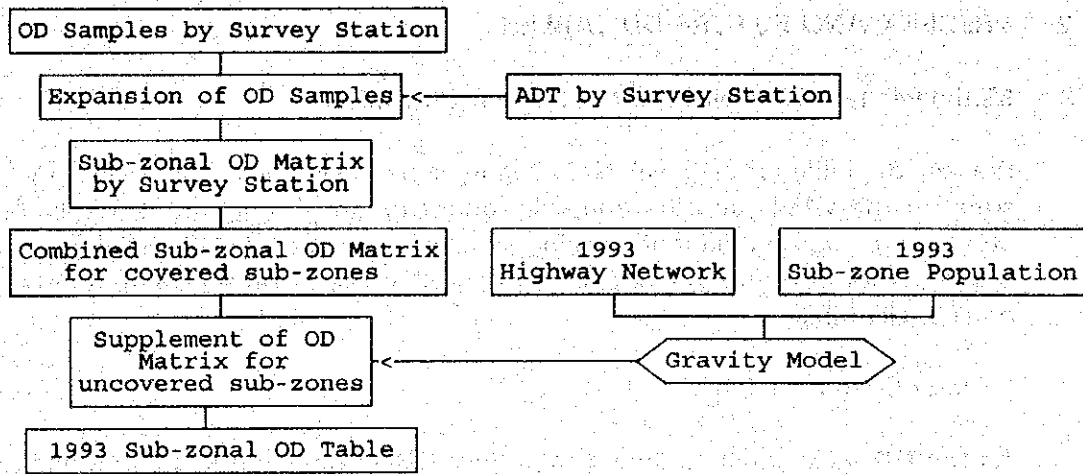 OD Samples by Survey Station
Expansion of OD Samples
ADT by Survey Station
Sub-zonal OD Matrix
by Survey Station
Combined Sub-zonal OD Matrix
for covered sub-zones
1993
Highway Network
1993
Sub-zone Population
Supplement of OD
Matrix for
uncovered sub-zones
Gravity Model
1993 Sub-zonal OD Table